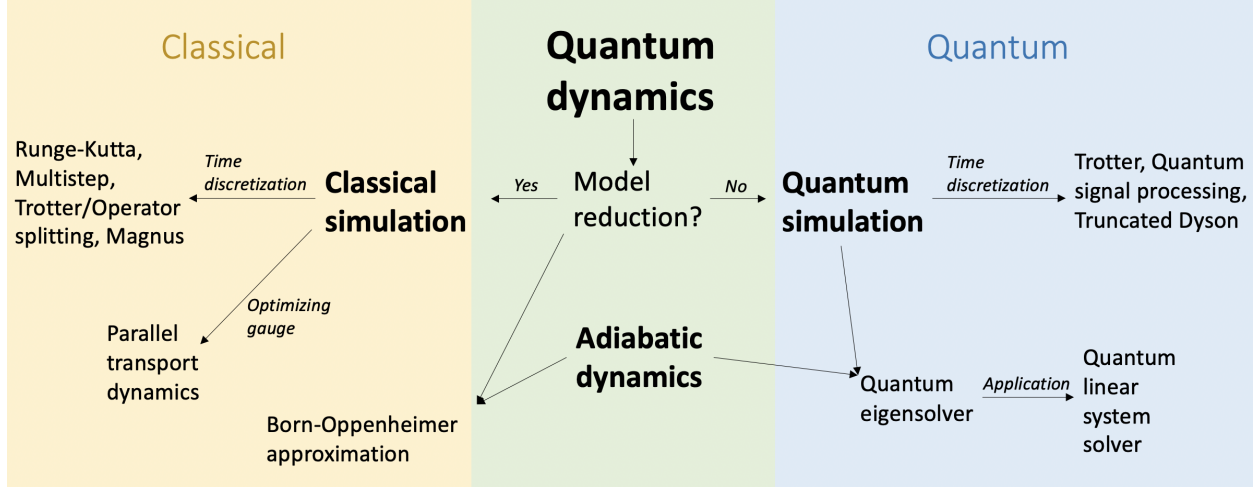 Classical
Quantum
dynamics
Quantum
Runge-Kutta,
Multistep,
Trotter/Operator
splitting, Magnus
Time
discretization
Classical
simulation
Yes
Model
reduction?
No
Quantum
simulation
Time
discretization
Trotter, Quantum
signal processing,
Truncated Dyson
Optimizing
gauge
Parallel
transport
dynamics
Adiabatic
dynamics
Born-Oppenheimer
approximation
Quantum
eigensolver
Application
Quantum
linear
system
solver